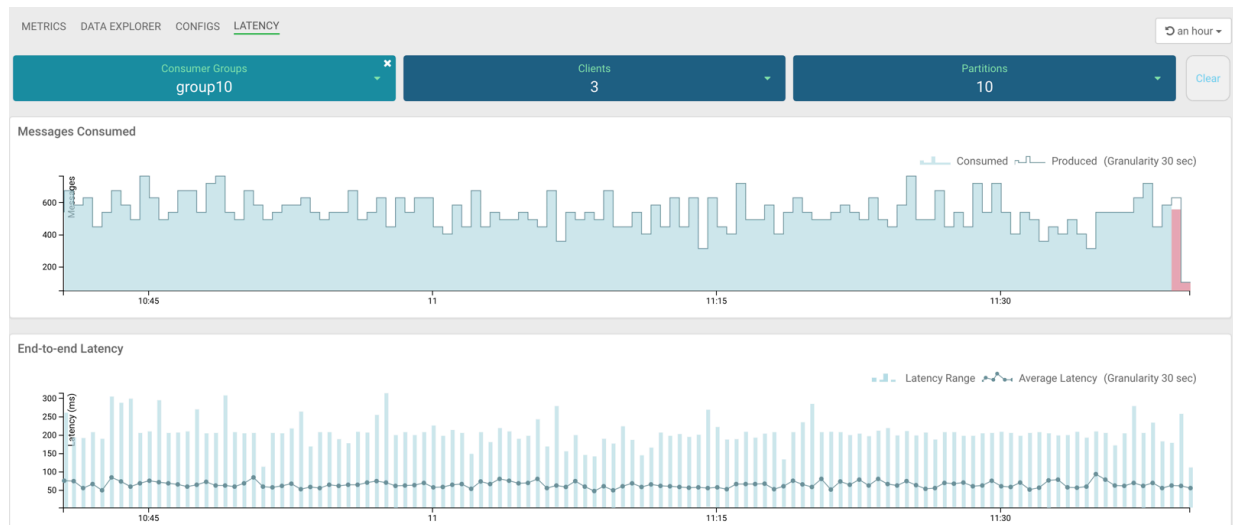 METRICS DATA EXPLORER CONFIGS LATENCY
an hour
Consumer Groups
group10
Clients
3
Partitions
10
Clear
Messages Consumed
Consumed Produced (Granularity 30 sec)
Messages
600
400
200
10:45 11 11:15 11:30
End-to-end Latency
Latency Range Average Latency (Granularity 30 sec)
Latency (ms)
300
250
200
150
100
50
10:45 11 11:15 11:30